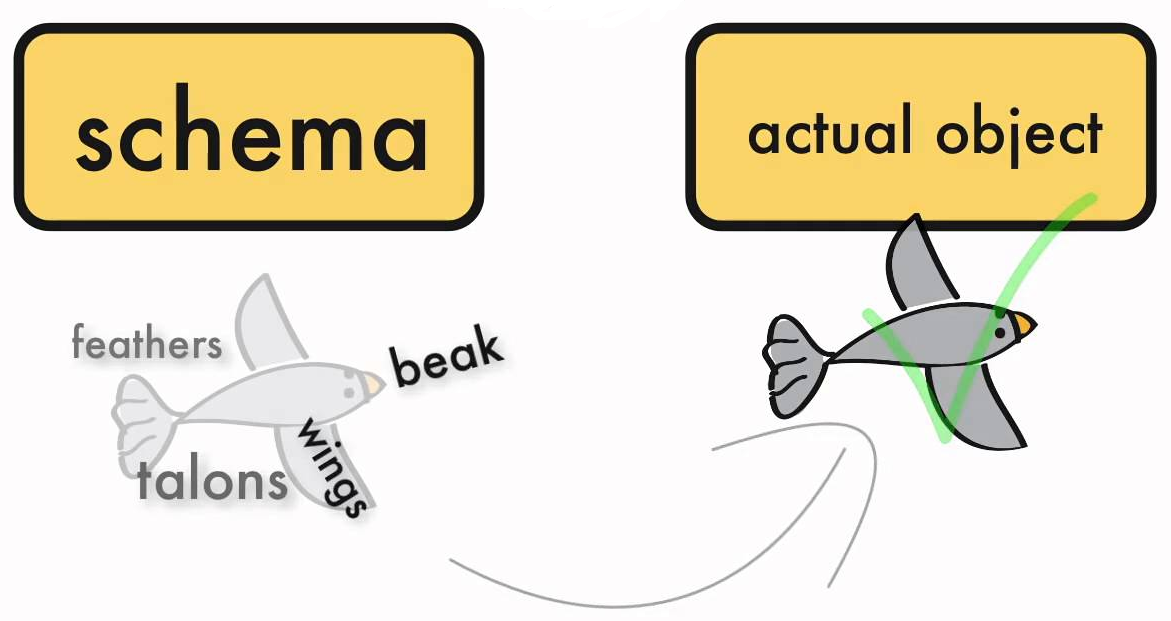 schema
actual object
feathers
beak
wings
talons